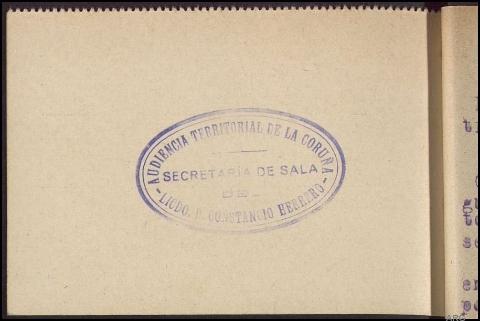 AUDIENCIA TERRITORIAL DE LA CORUÑA
SECRETARÍA DE SALA
DE
LICDO. D. CONSTANCIO HERRERO